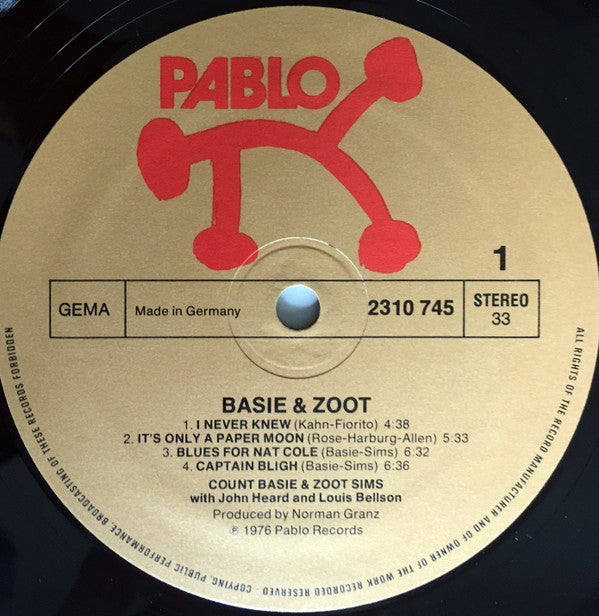 PABLO
1
GEMA
Made in Germany
2310 745
STEREO
33
BASIE & ZOOT
1. I NEVER KNEW (Kahn-Fiorito) 4:38
2. IT'S ONLY A PAPER MOON (Rose-Harburg-Allen) 5:33
3. BLUES FOR NAT COLE (Basie-Sims) 6:32
4. CAPTAIN BLIGH (Basie-Sims) 6:36
COUNT BASIE & ZOOT SIMS
with John Heard and Louis Bellson
Produced by Norman Granz
℗ 1976 Pablo Records
ALL RIGHTS OF THE RECORD MANUFACTURER AND OF OWNER OF THE WORK RECORDED RESERVED - COPYING, PUBLIC PERFORMANCE, BROADCASTING OF THESE RECORDS FORBIDDEN